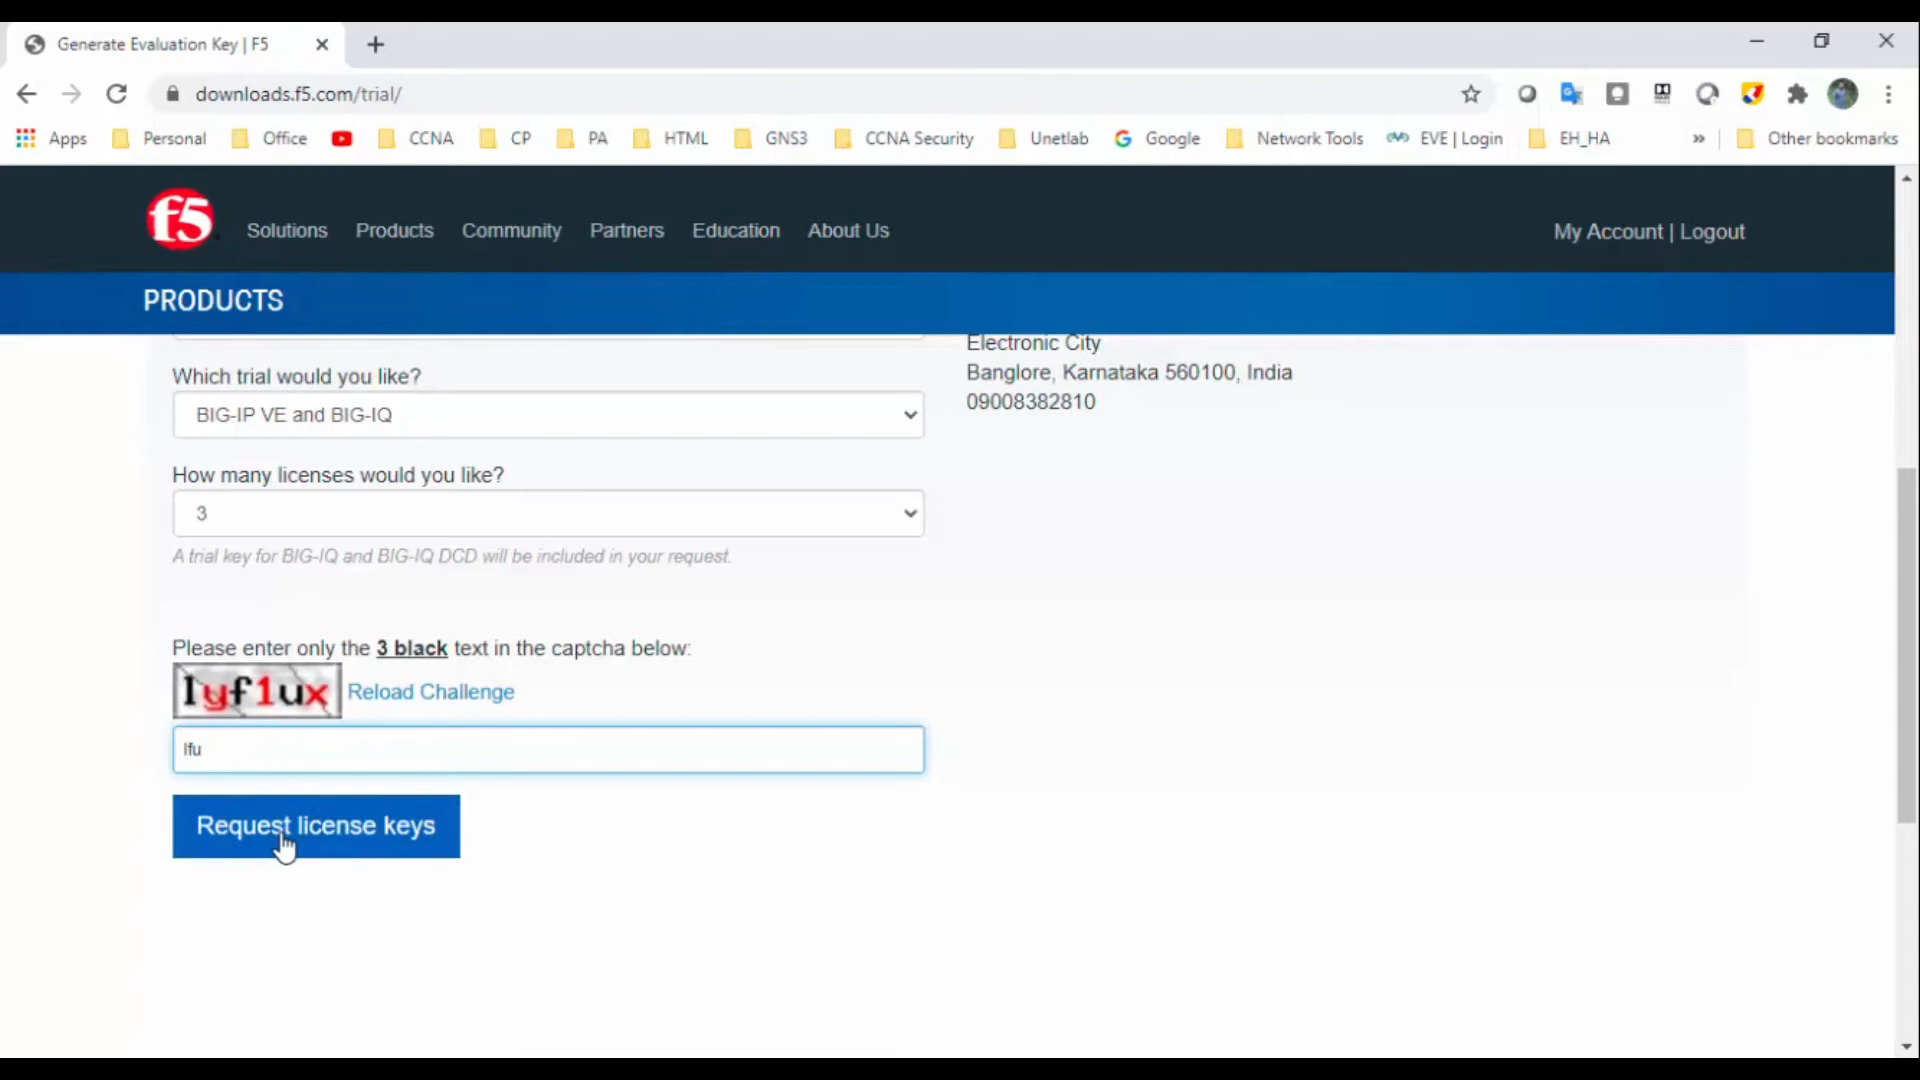 Generate Evaluation Key | F5
downloads.f5.com/trial/
Apps Personal Office CCNA CP PA HTML GNS3 CCNA Security Unetlab Google Network Tools EVE | Login EH_HA » Other bookmarks
f5 Solutions Products Community Partners Education About Us My Account | Logout
PRODUCTS
Electronic City
Which trial would you like?
Banglore, Karnataka 560100, India
BIG-IP VE and BIG-IQ
09008382810
How many licenses would you like?
3
A trial key for BIG-IQ and BIG-IQ DCD will be included in your request.
Please enter only the 3 black text in the captcha below:
lyf1ux Reload Challenge
lfu
Request license keys